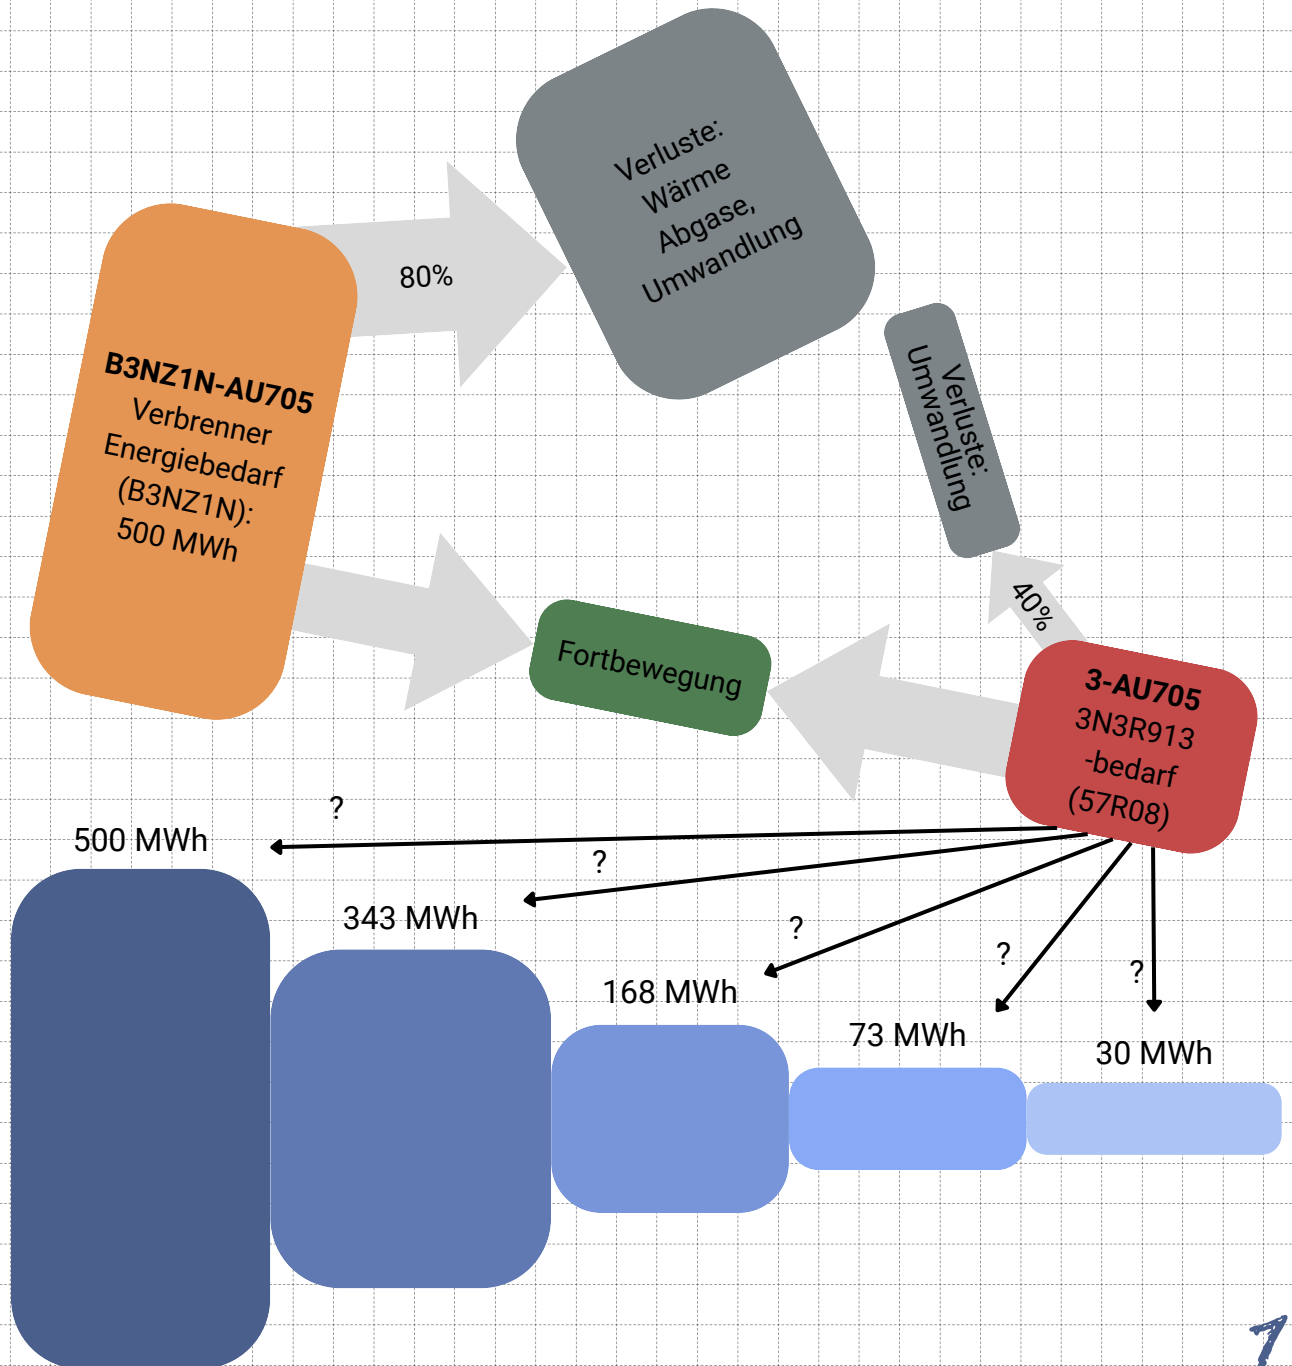 Verluste:
Wärme
Abgase,
Umwandlung
80%
B3NZ1N-AU705
Verbrenner
Energiebedarf
(B3NZ1N):
500 MWh
Verluste:
Umwandlung
40%
Fortbewegung
3-AU705
3N3R913
-bedarf
(57R08)
?
500 MWh
?
343 MWh
?
168 MWh
?
73 MWh
?
30 MWh
7